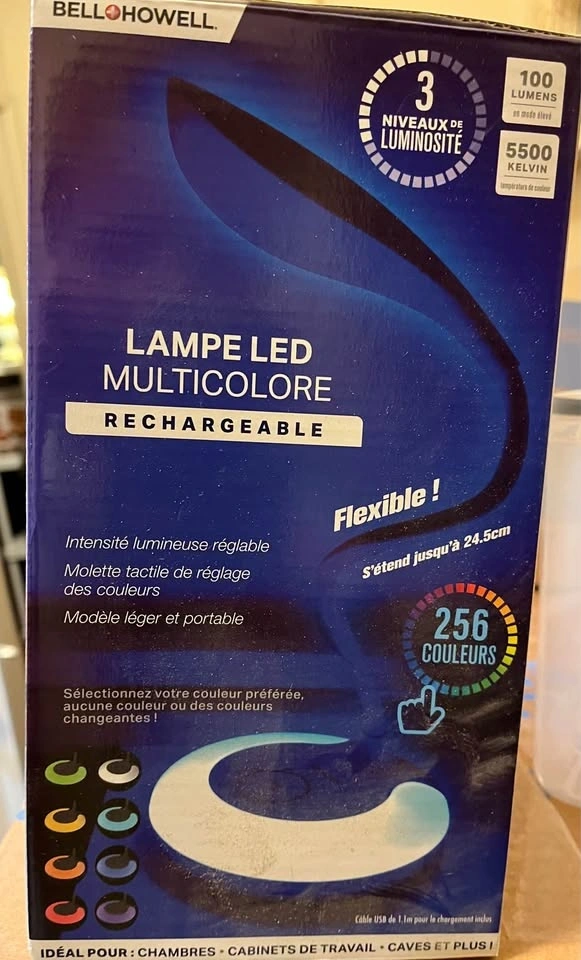 BELL+HOWELL.
3
NIVEAUX DE
LUMINOSITÉ
100
LUMENS
en mode élevé
5500
KELVIN
température de couleur
LAMPE LED
MULTICOLORE
RECHARGEABLE
Flexible !
S'étend jusqu'à 24.5cm
Intensité lumineuse réglable
Molette tactile de réglage
des couleurs
Modèle léger et portable
256
COULEURS
Sélectionnez votre couleur préférée,
aucune couleur ou des couleurs
changeantes !
Câble USB de 1.1m pour le chargement inclus
IDÉAL POUR : CHAMBRES • CABINETS DE TRAVAIL • CAVES ET PLUS !